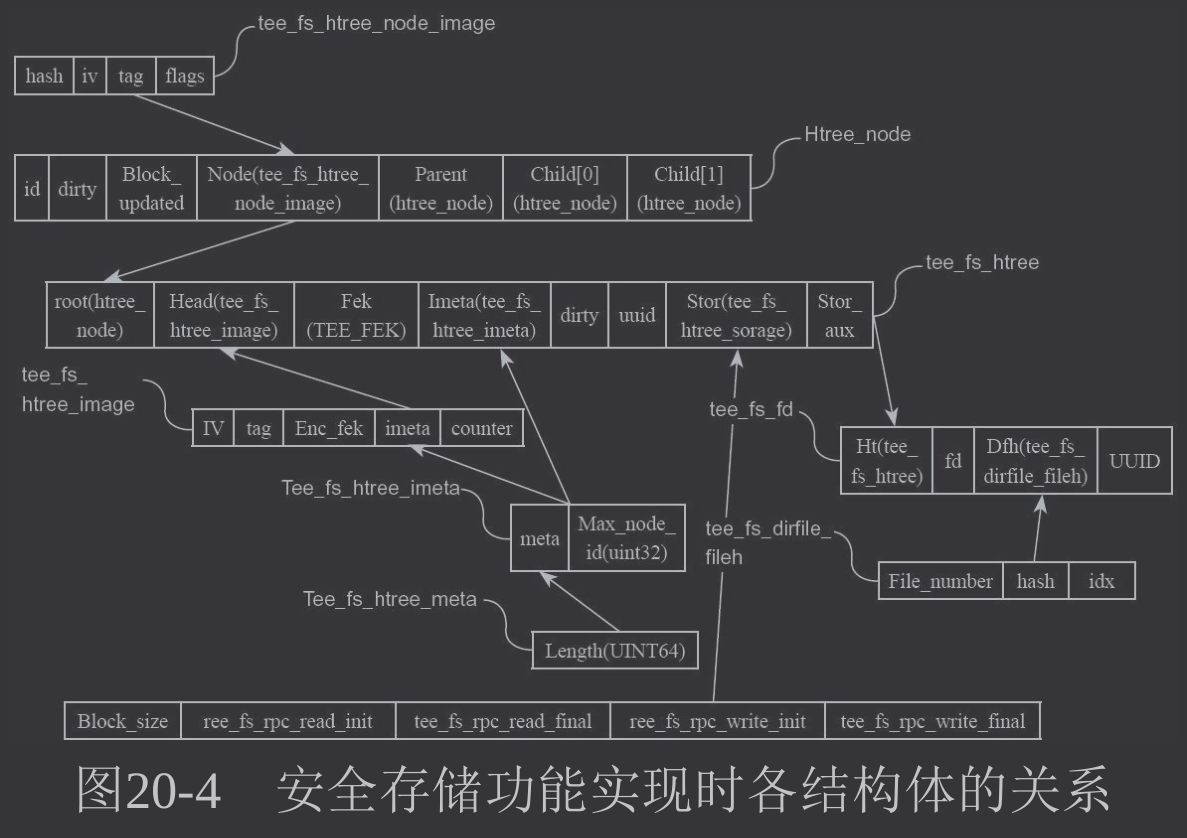 tee_fs_htree_node_image
hash iv tag flags
Htree_node
id dirty Block_ updated Node(tee_fs_htree_ node_image) Parent (htree_node) Child[0] (htree_node) Child[1] (htree_node)
tee_fs_htree
root(htree_ node) Head(tee_fs_ htree_image) Fek (TEE_FEK) Imeta(tee_fs_ htree_imeta) dirty uuid Stor(tee_fs_ htree_sorage) Stor_ aux
tee_fs_
htree_image
IV tag Enc_fek imeta counter
tee_fs_fd
Ht(tee_ fs_htree) fd Dfh(tee_fs_ dirfile_fileh) UUID
Tee_fs_htree_imeta
meta Max_node_ id(uint32)
tee_fs_dirfile_
fileh
File_number hash idx
Tee_fs_htree_meta
Length(UINT64)
Block_size ree_fs_rpc_read_init tee_fs_rpc_read_final ree_fs_rpc_write_init tee_fs_rpc_write_final
图20-4 安全存储功能实现时各结构体的关系